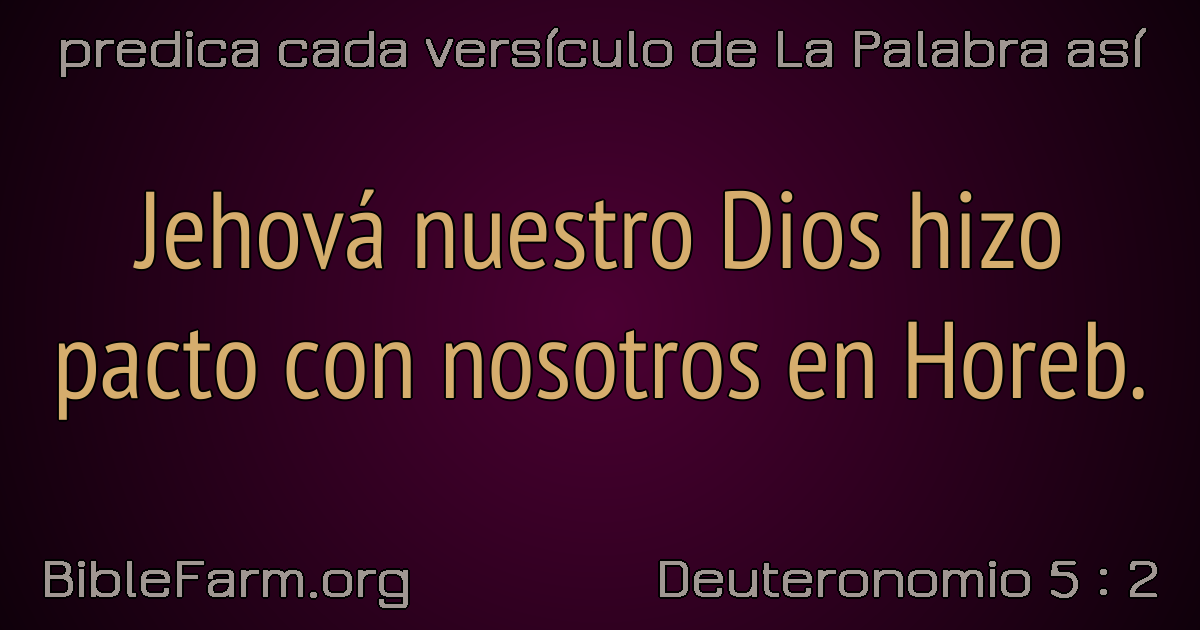 predica cada versículo de La Palabra así
Jehová nuestro Dios hizo
pacto con nosotros en Horeb.
BibleFarm.org
Deuteronomio 5 : 2